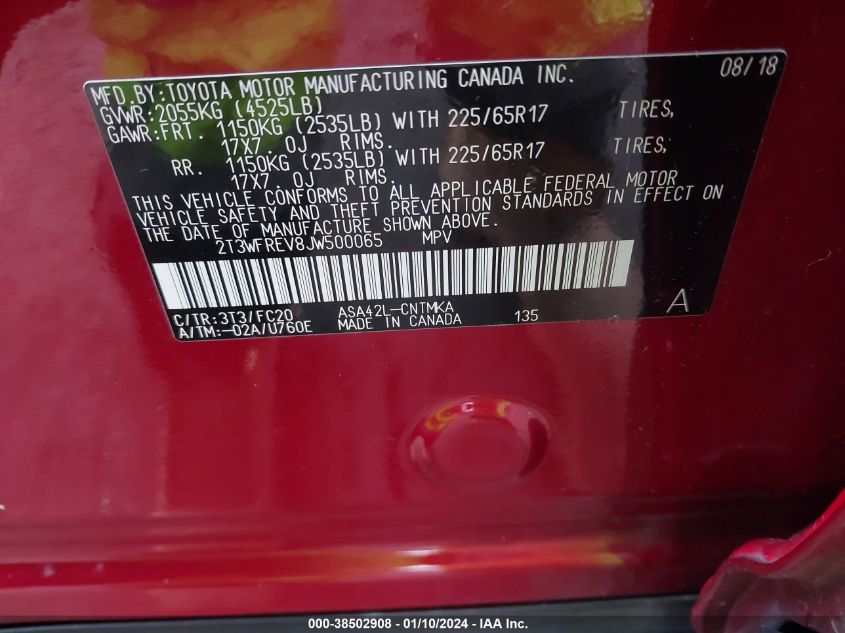 MFD.BY:TOYOTA MOTOR MANUFACTURING CANADA INC. 08/18
GVWR:2055KG (4525LB)
GAWR:FRT. 1150KG (2535LB) WITH 225/65R17 TIRES,
17X7. 0J RIMS.
RR. 1150KG (2535LB) WITH 225/65R17 TIRES,
17X7. 0J RIMS.
THIS VEHICLE CONFORMS TO ALL APPLICABLE FEDERAL MOTOR
VEHICLE SAFETY AND THEFT PREVENTION STANDARDS IN EFFECT ON
THE DATE OF MANUFACTURE SHOWN ABOVE.
2T3WFREV8JW500065 MPV
C/TR:3T3/FC20 ASA42L-CNTMKA A
A/TM:-02A/U760E MADE IN CANADA 135
000-38502908 - 01/10/2024 - IAA Inc.